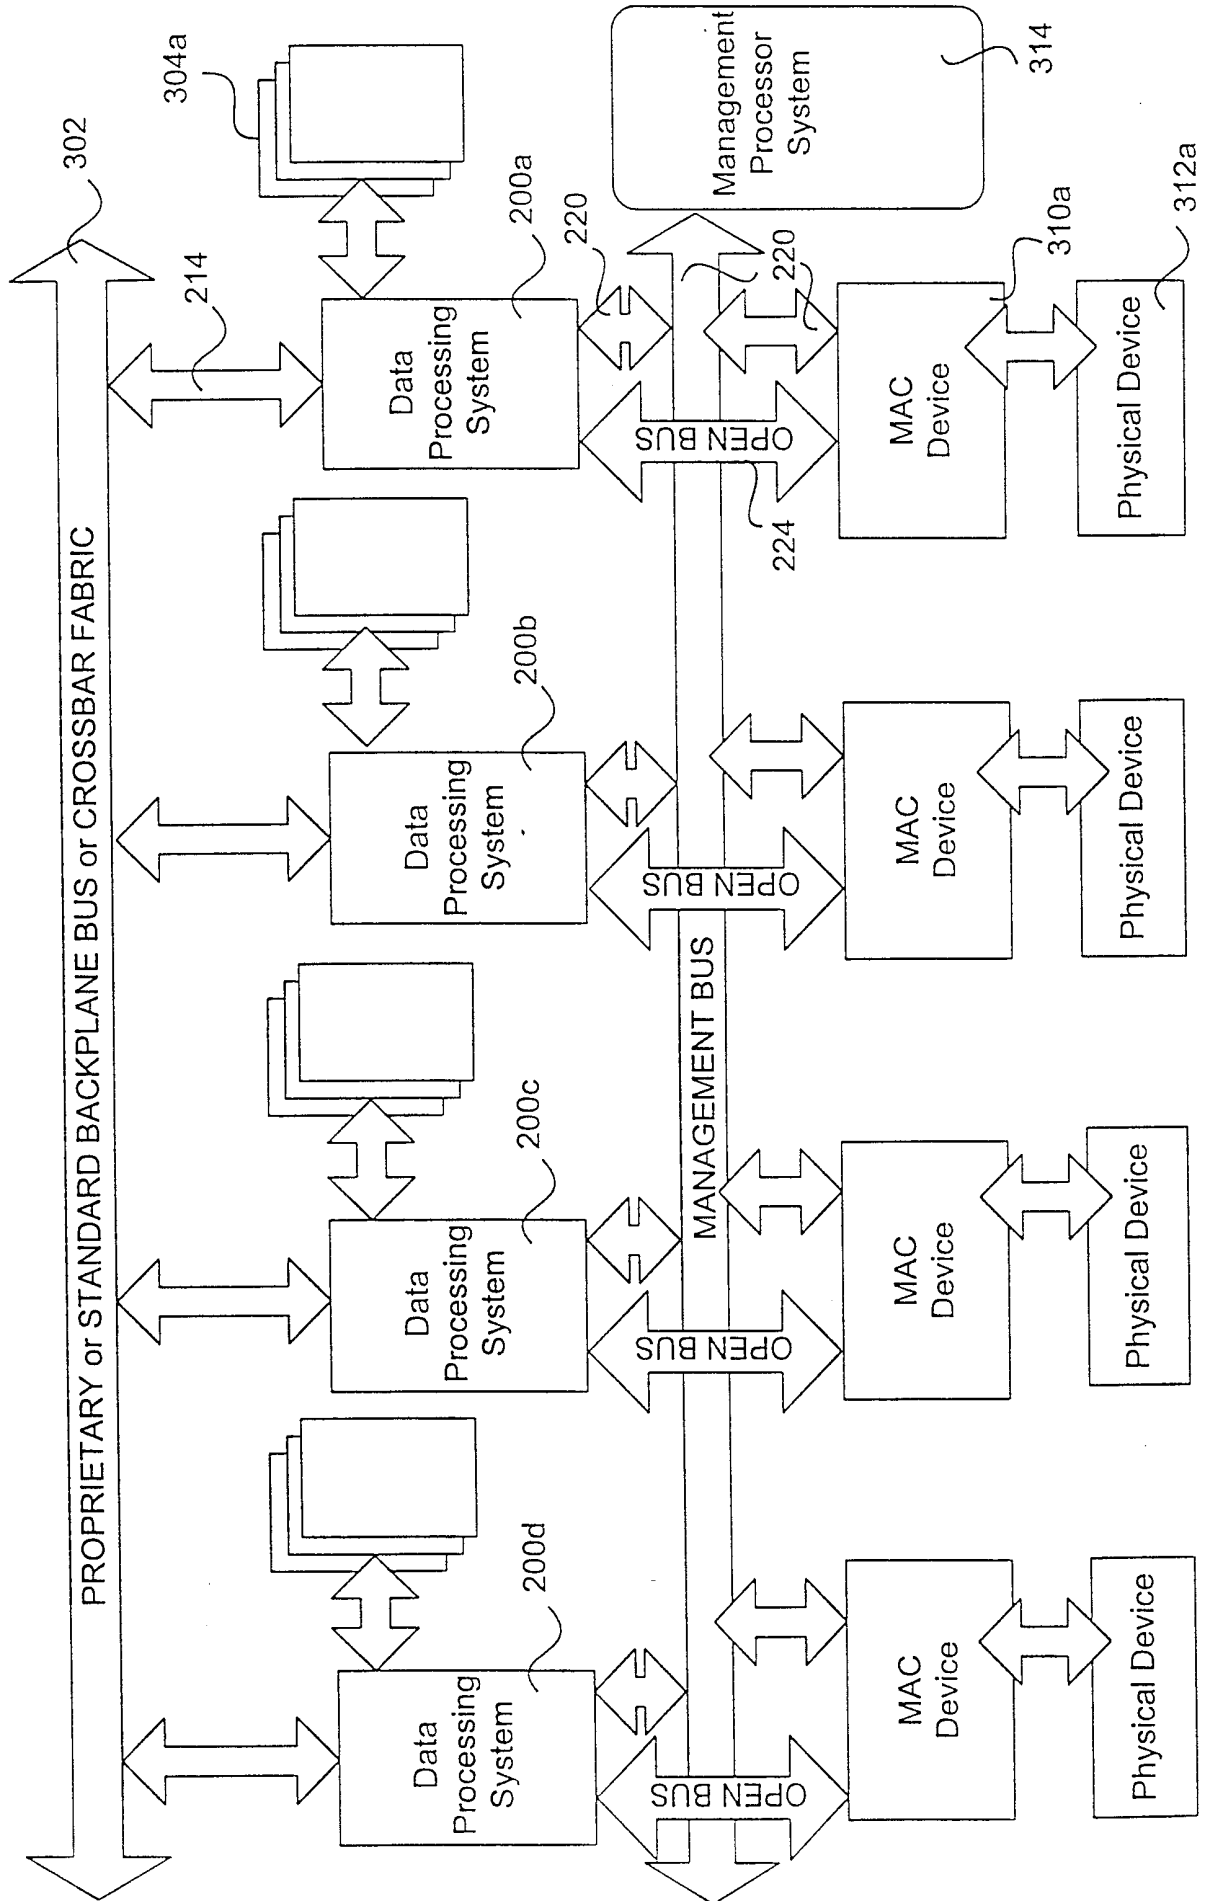 PROPRIETARY or STANDARD BACKPLANE BUS or CROSSBAR FABRIC
302
214
304a
Data
Processing
System
200d
Data
Processing
System
200c
Data
Processing
System
200b
Data
Processing
System
200a
220
OPEN BUS
OPEN BUS
OPEN BUS
OPEN BUS
MANAGEMENT BUS
224
220
Management
Processor
System
314
MAC
Device
MAC
Device
MAC
Device
MAC
Device
310a
Physical Device
Physical Device
Physical Device
Physical Device
312a